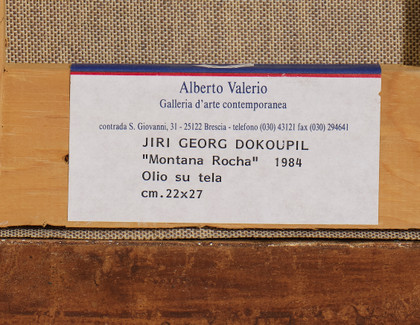 Alberto Valerio
Galleria d'arte contemporanea
contrada S. Giovanni, 31 - 25122 Brescia - telefono (030) 43121 fax (030) 294641
JIRI GEORG DOKOUPIL
"Montana Rocha" 1984
Olio su tela
cm.22x27